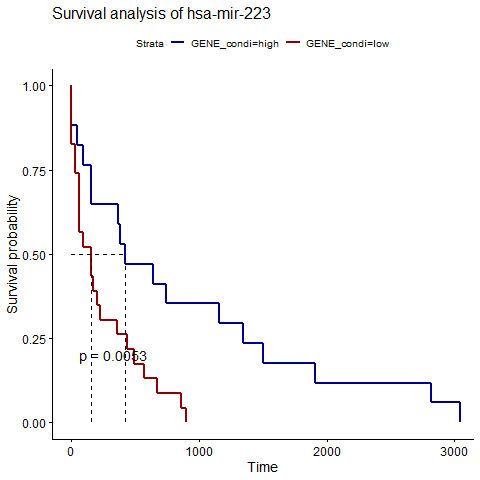 Survival analysis of hsa-mir-223
Strata GENE_condi=high GENE_condi=low
Survival probability
1.00
0.75
0.50
0.25
0.00
p = 0.0053
0 1000 2000 3000
Time